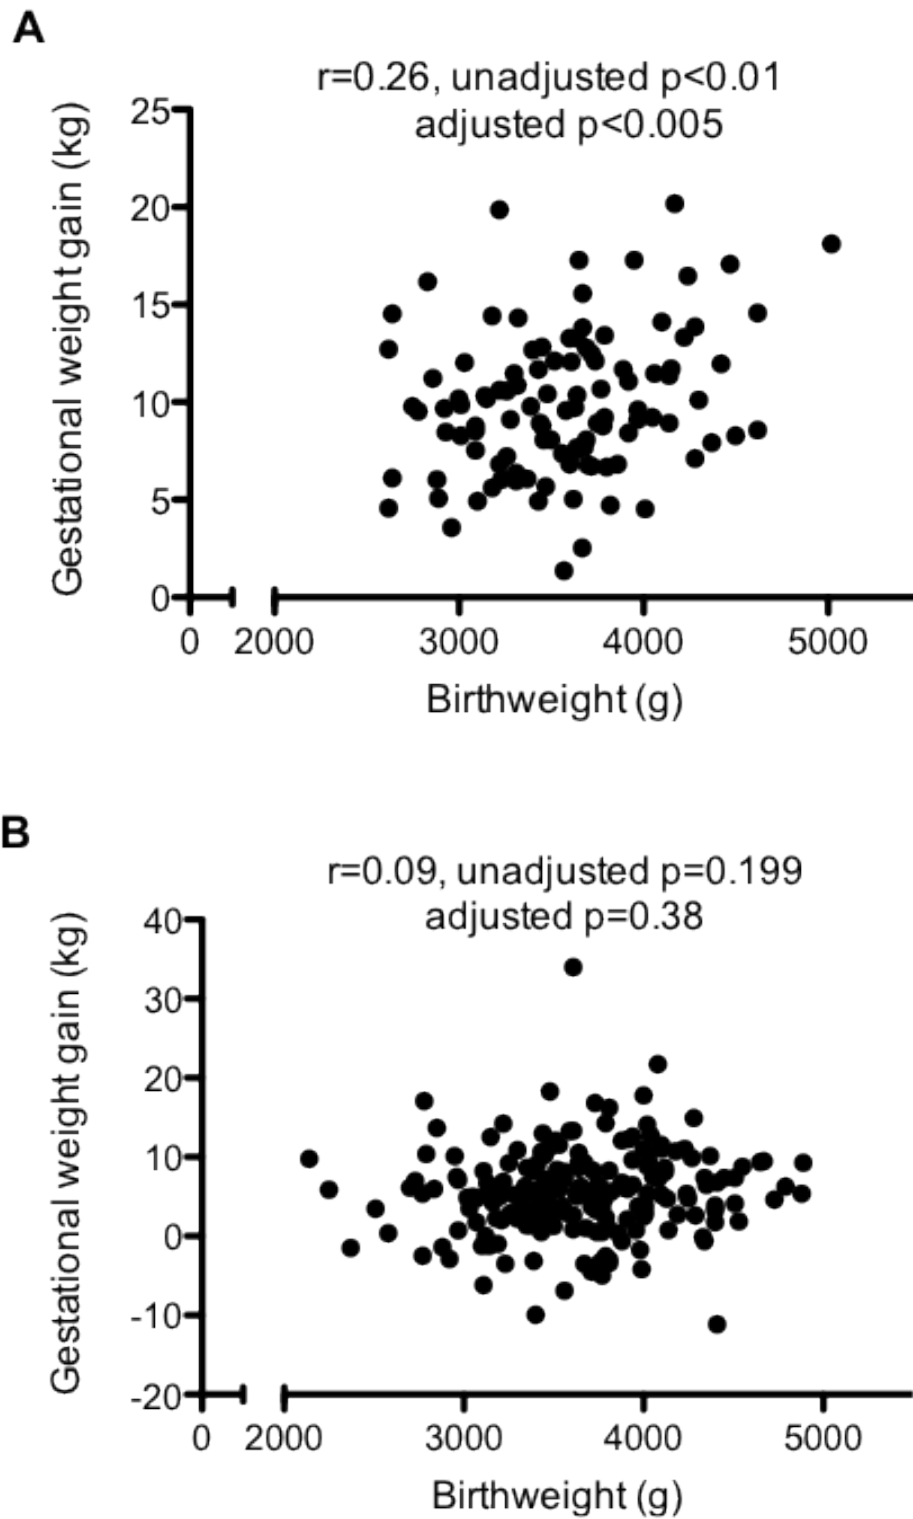 A
r=0.26, unadjusted p<0.01
adjusted p<0.005
Gestational weight gain (kg)
25
20
15
10
5
0
0 2000 3000 4000 5000
Birthweight (g)
B
r=0.09, unadjusted p=0.199
adjusted p=0.38
Gestational weight gain (kg)
40
30
20
10
0
-10
-20
0 2000 3000 4000 5000
Birthweight (g)